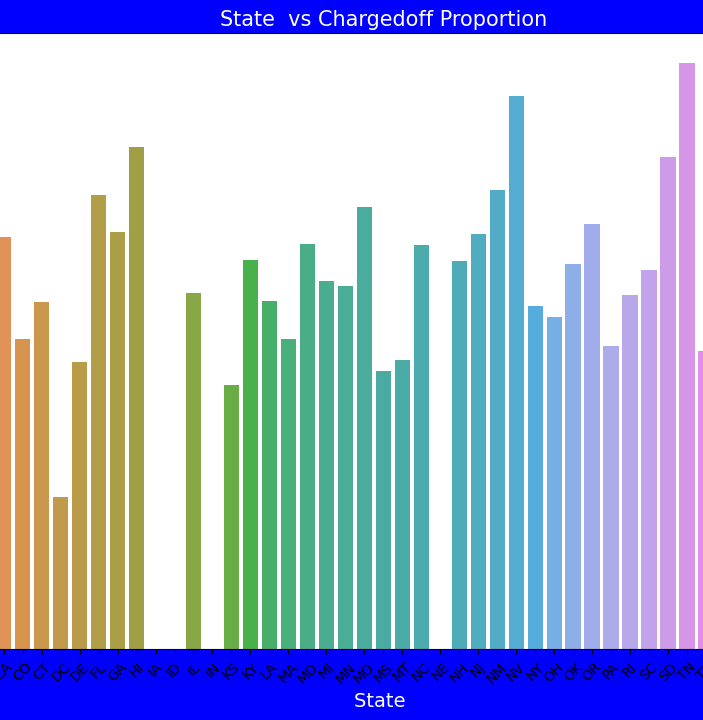 State  vs Chargedoff Proportion
CO CT DC DE FL GA HI IA ID IL IN KS KY LA MA MD MI MN MO MS MT NC NE NH NJ NM NV NY OH OK OR PA RI SC SD TN
State